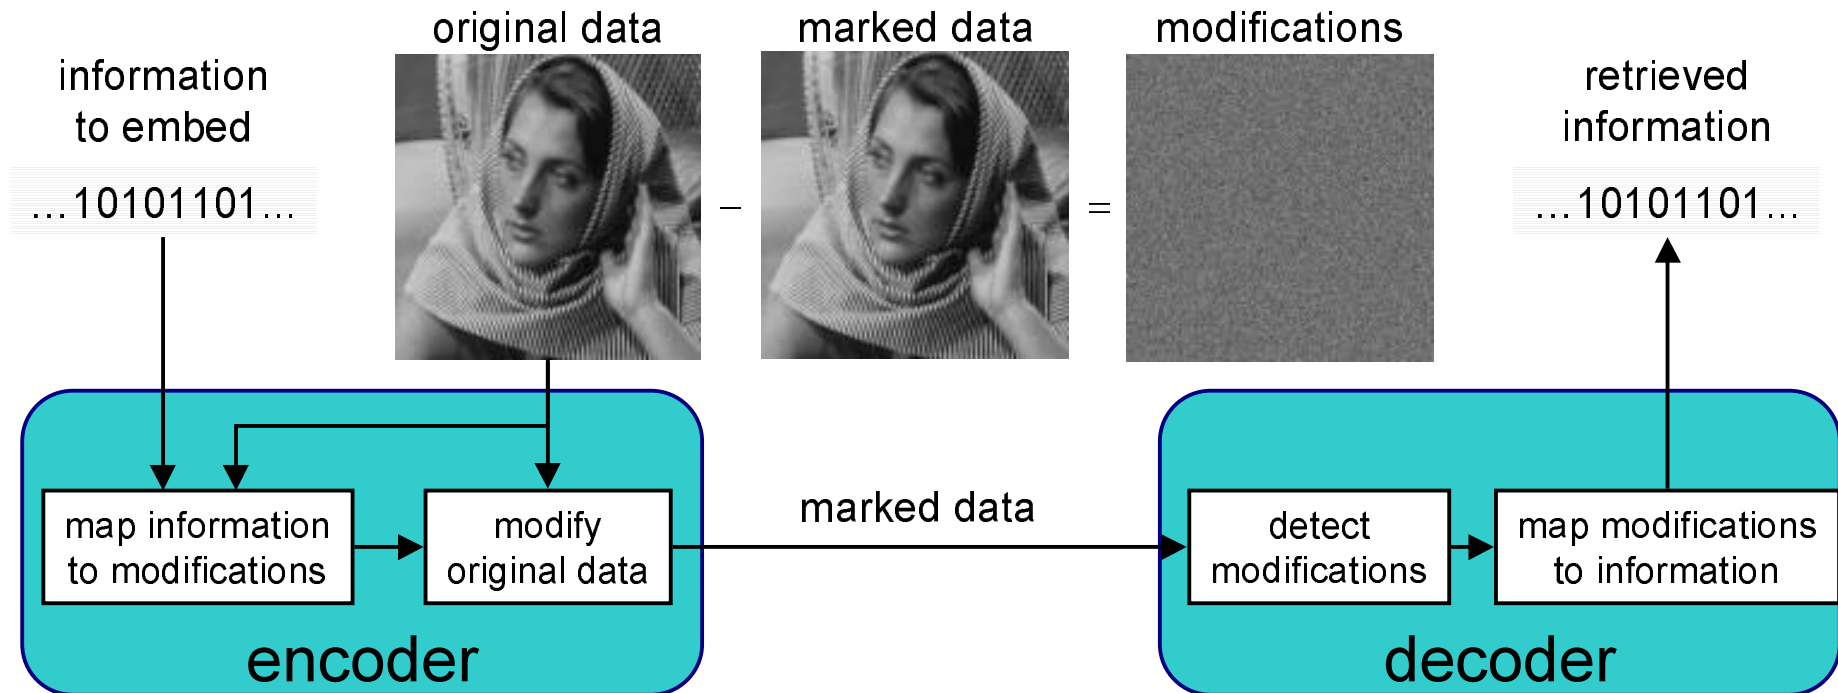 original data
marked data
modifications
information
to embed
retrieved
information
...10101101...
–
=
...10101101...
map information
to modifications
modify
original data
marked data
detect
modifications
map modifications
to information
encoder
decoder